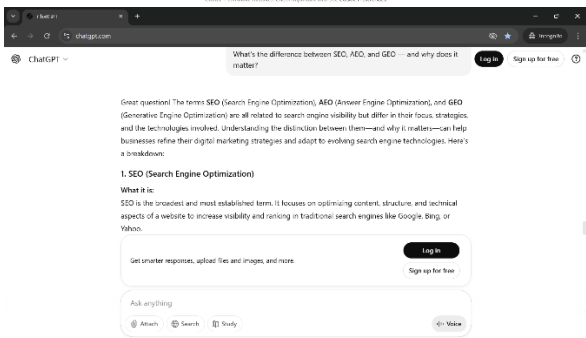 ChatGPT
chatgpt.com
Incognito
ChatGPT
What's the difference between SEO, AEO, and GEO — and why does it
matter?
Log in
Sign up for free
Great question! The terms SEO (Search Engine Optimization), AEO (Answer Engine Optimization), and GEO
(Generative Engine Optimization) are all related to search engine visibility but differ in their focus, strategies,
and the technologies involved. Understanding the distinction between them—and why it matters—can help
businesses refine their digital marketing strategies and adapt to evolving search engine technologies. Here's
a breakdown:
1. SEO (Search Engine Optimization)
What it is:
SEO is the broadest and most established term. It focuses on optimizing content, structure, and technical
aspects of a website to increase visibility and ranking in traditional search engines like Google, Bing, or
Yahoo.
Get smarter responses, upload files and images, and more.
Log in
Sign up for free
Ask anything
Attach
Search
Study
Voice